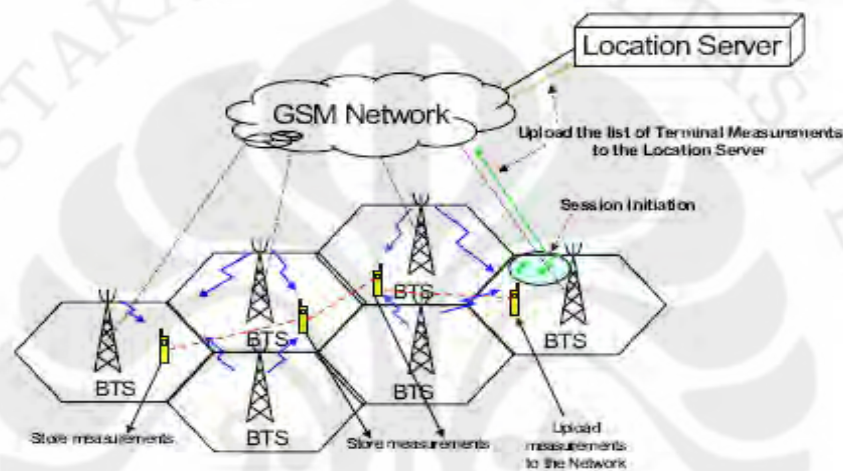 Location Server
GSM Network
Upload the list of Terminal Measurements
to the Location Server
Session Initiation
BTS
BTS
BTS
BTS
BTS
BTS
Store measurements
Store measurements
Upload
measurements
to the Network